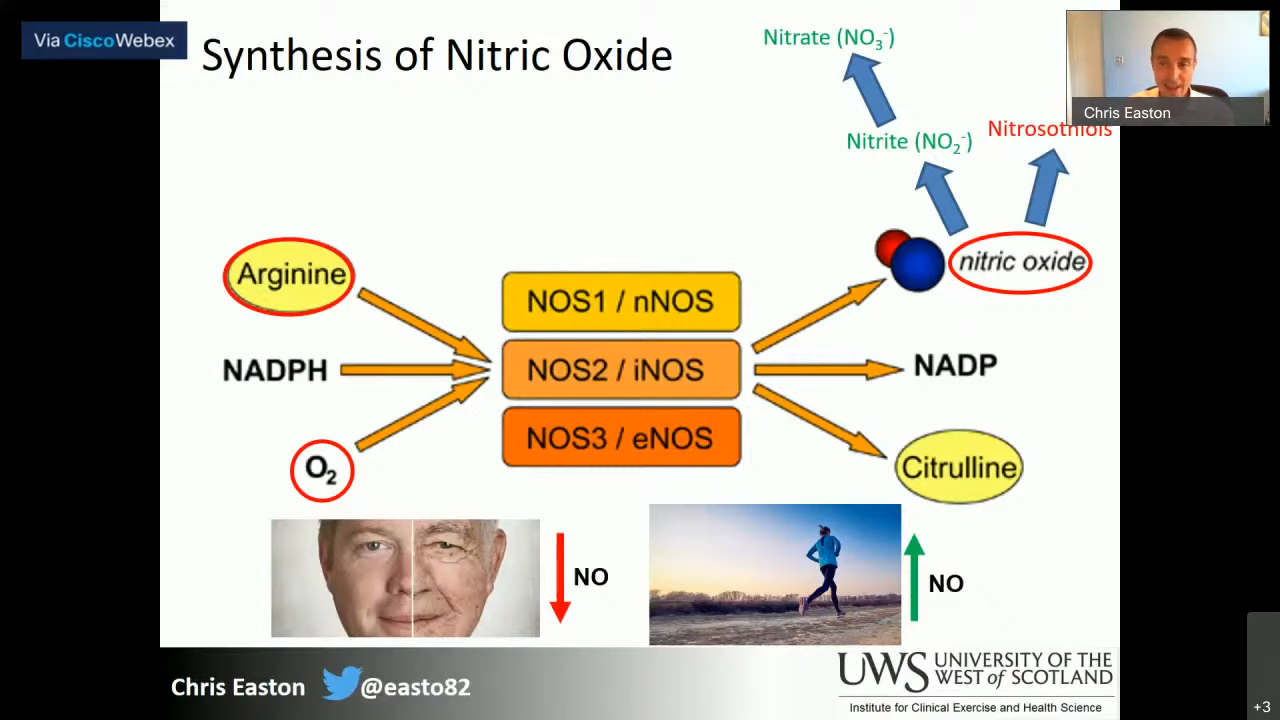 Via CiscoWebex
Synthesis of Nitric Oxide
Nitrate (NO₃⁻)
Chris Easton
Nitrite (NO₂⁻)
Nitrosothiols
Arginine
NOS1 / nNOS
nitric oxide
NADPH
NOS2 / iNOS
NADP
O₂
NOS3 / eNOS
Citrulline
NO
NO
Chris Easton
@easto82
UWS
UNIVERSITY OF THE
WEST of SCOTLAND
Institute for Clinical Exercise and Health Science
+3